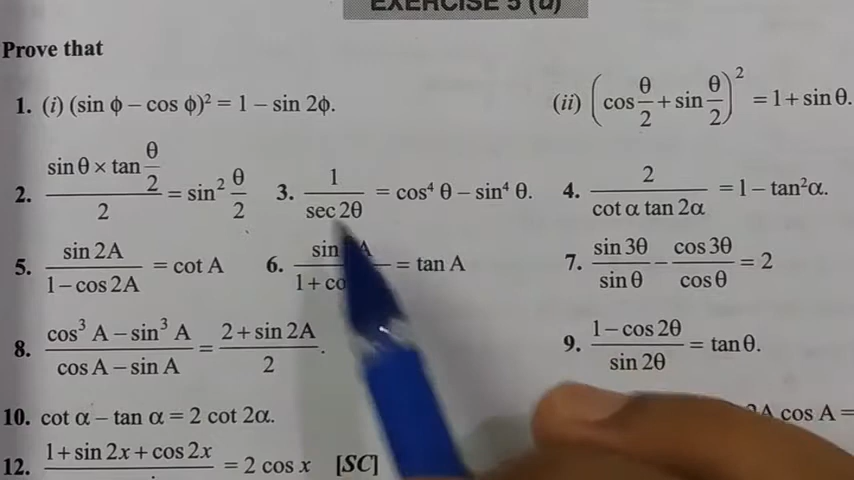 EXERCISE 5 (a)
Prove that
1. (i) (sin ϕ – cos ϕ)² = 1 – sin 2ϕ. (ii) (cos θ/2 + sin θ/2)² = 1 + sin θ.
2. (sin θ × tan θ/2)/2 = sin² θ/2 3. 1/sec 2θ = cos⁴ θ – sin⁴ θ. 4. 2/(cot α tan 2α) = 1 – tan²α.
5. sin 2A/(1 – cos 2A) = cot A 6. sin A/1 + = tan A 7. sin 3θ/sin θ – cos 3θ/cos θ = 2
8. (cos³ A – sin³ A)/(cos A – sin A) = (2 + sin 2A)/2. 9. (1 – cos 2θ)/sin 2θ = tan θ.
10. cot α – tan α = 2 cot 2α. cos A =
12. 1 + sin 2x + cos 2x = 2 cos x [SC]